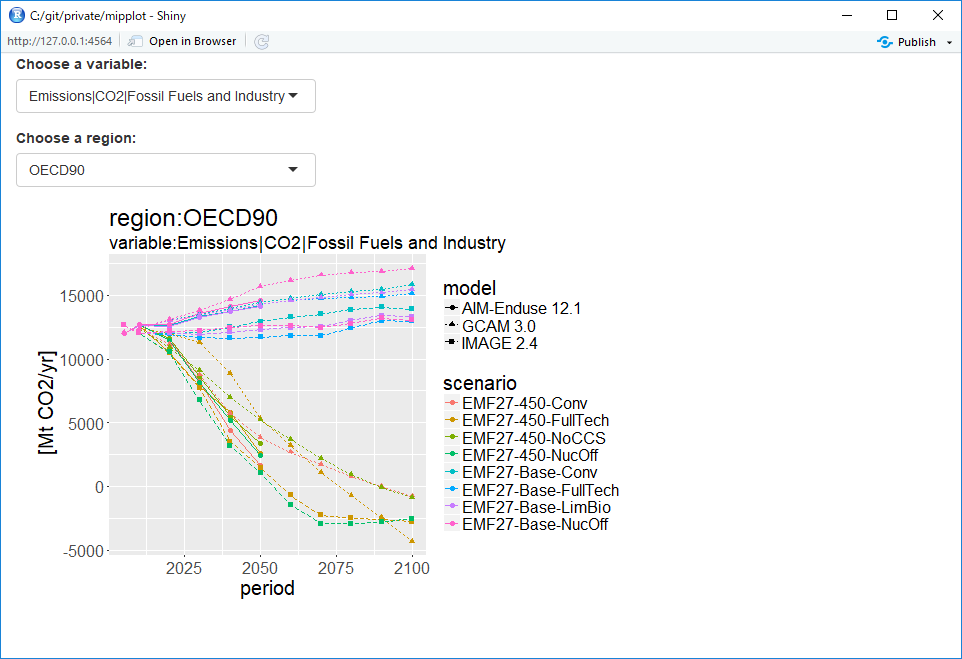 C:/git/private/mipplot - Shiny
http://127.0.0.1:4564
Open in Browser
Publish
Choose a variable:
Emissions|CO2|Fossil Fuels and Industry
Choose a region:
OECD90
region:OECD90
variable:Emissions|CO2|Fossil Fuels and Industry
[Mt CO2/yr]
15000
10000
5000
0
-5000
2025 2050 2075 2100
period
model
AIM-Enduse 12.1
GCAM 3.0
IMAGE 2.4
scenario
EMF27-450-Conv
EMF27-450-FullTech
EMF27-450-NoCCS
EMF27-450-NucOff
EMF27-Base-Conv
EMF27-Base-FullTech
EMF27-Base-LimBio
EMF27-Base-NucOff